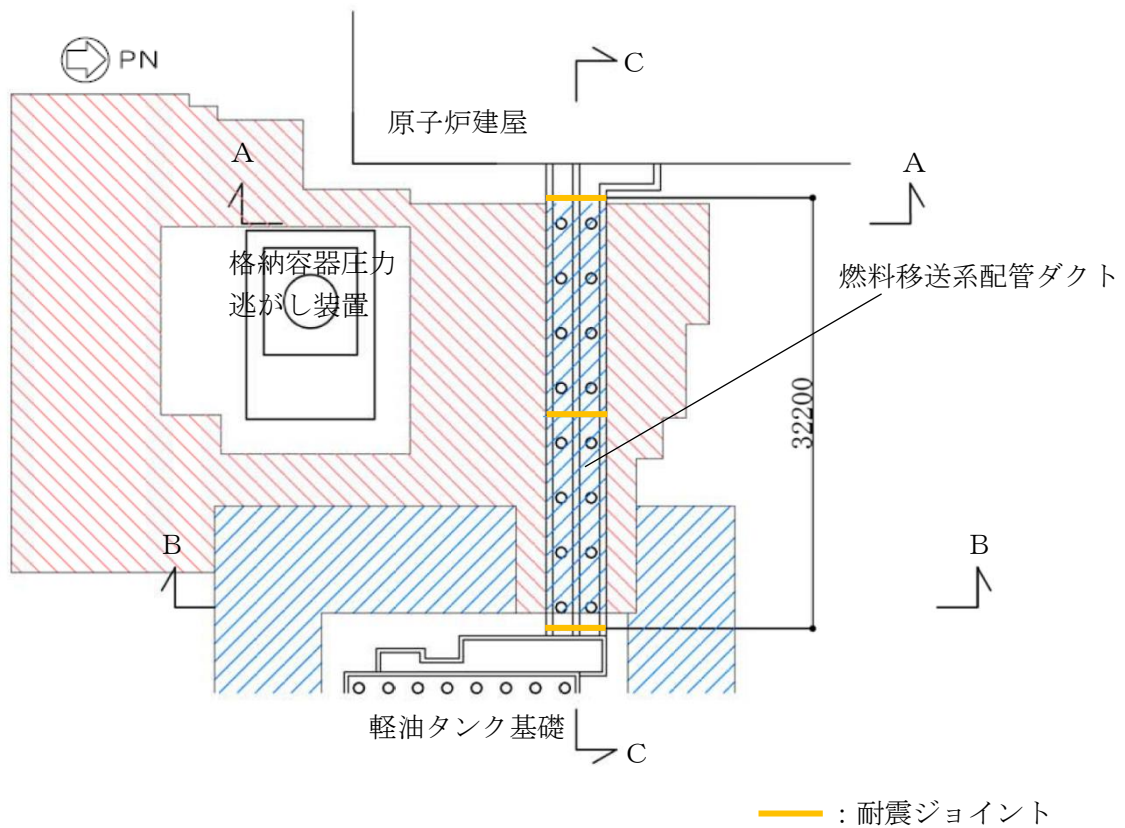 PN
C
原子炉建屋
A
A
格納容器圧力
逃がし装置
燃料移送系配管ダクト
32200
B
B
軽油タンク基礎
C
：耐震ジョイント